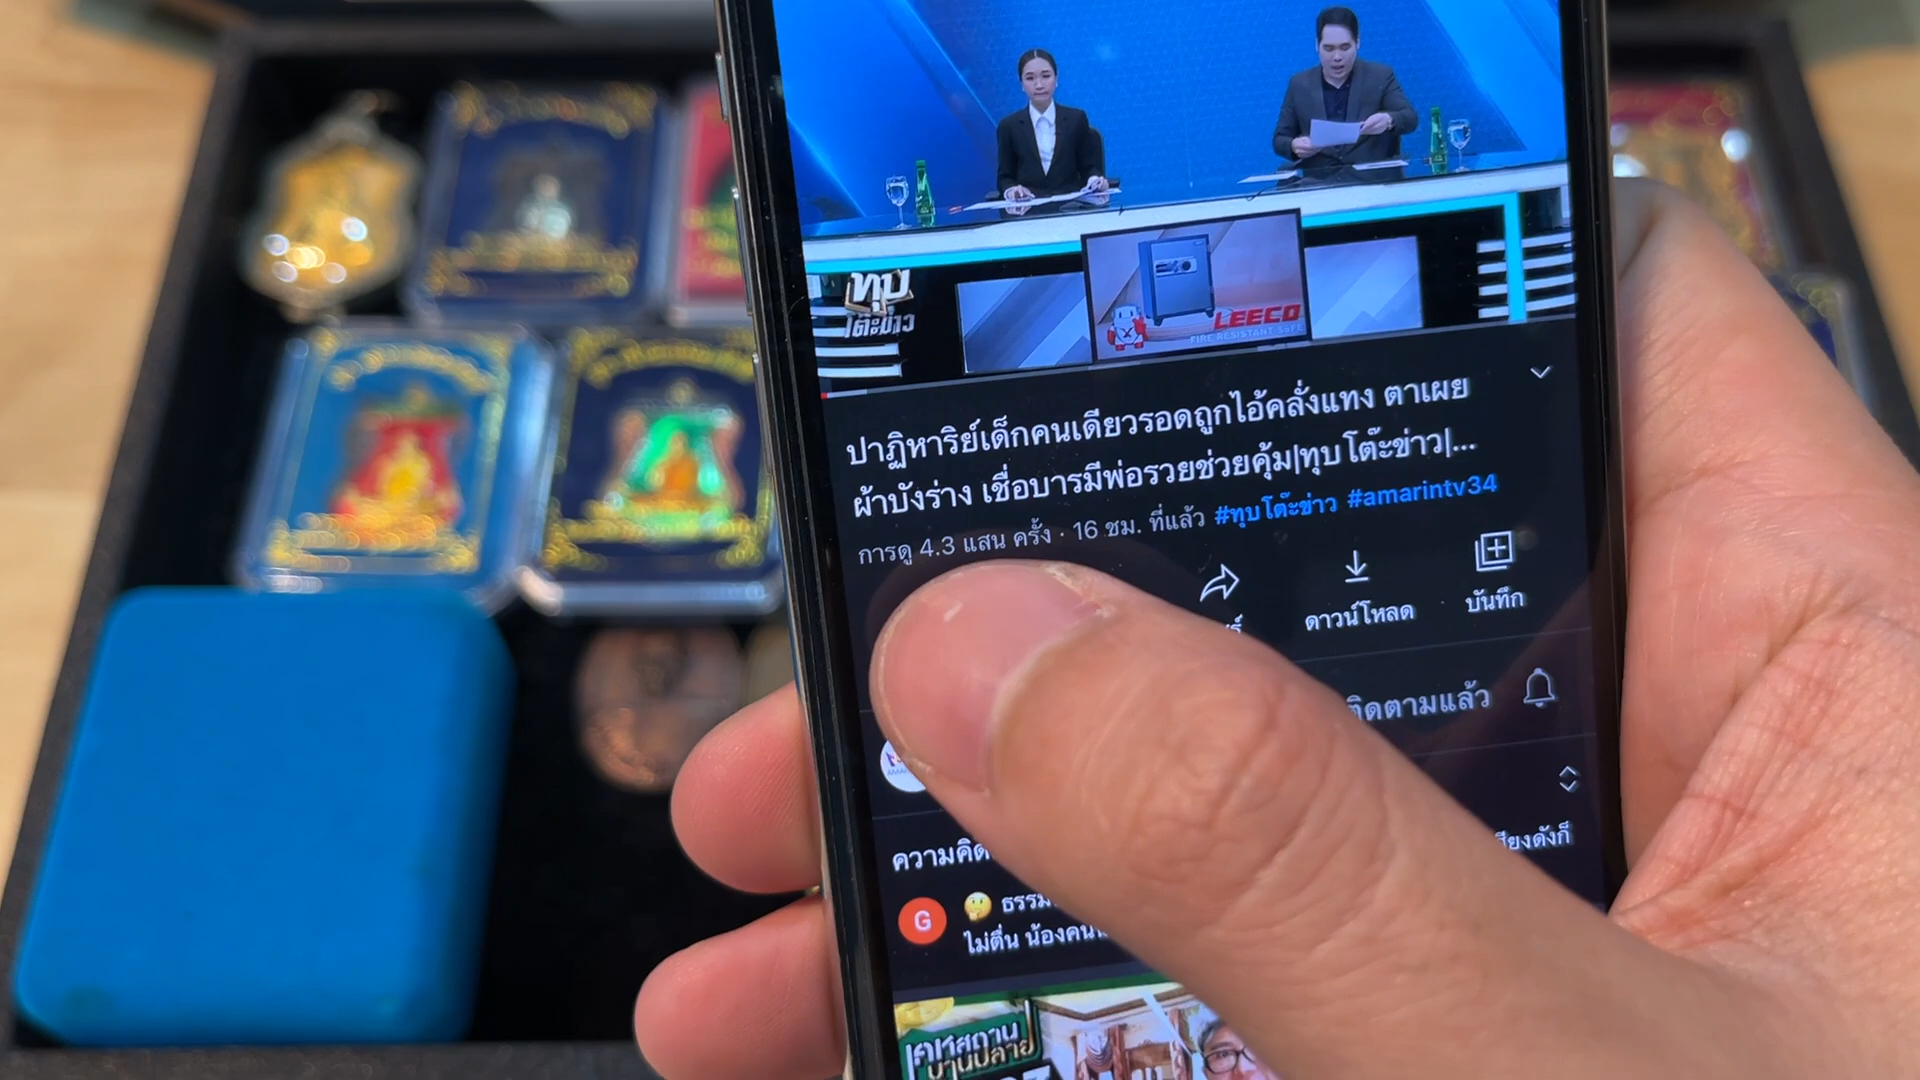 ทุบ
โต๊ะข่าว
LEECO
FIRE RESISTANT SAFE
ปาฏิหาริย์เด็กคนเดียวรอดถูกไอ้คลั่งแทง ตาเผย
ผ้าบังร่าง เชื่อบารมีพ่อรวยช่วยคุ้ม|ทุบโต๊ะข่าว|...
การดู 4.3 แสน ครั้ง · 16 ชม. ที่แล้ว #ทุบโต๊ะข่าว #amarintv34
ดาวน์โหลด
บันทึก
ติดตามแล้ว
ความคิด
G
ไม่ตื่น